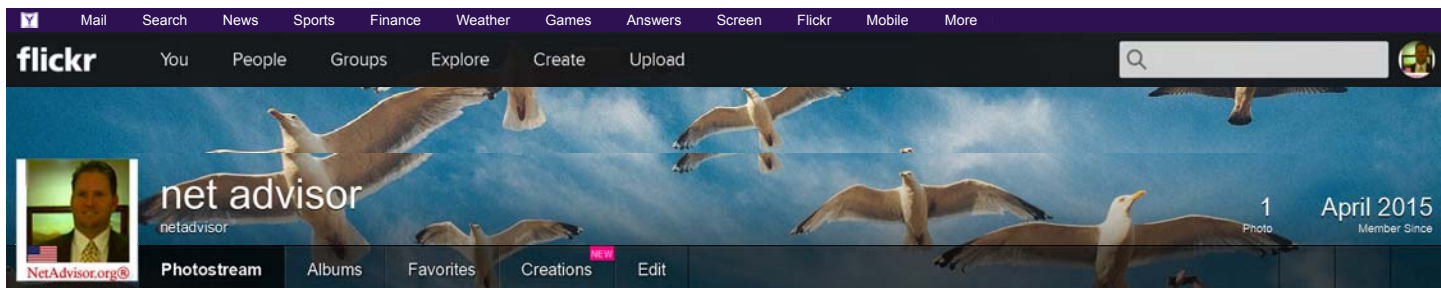 Y Mail Search News Sports Finance Weather Games Answers Screen Flickr Mobile More
flickr You People Groups Explore Create Upload
net advisor
netadvisor
1
Photo
April 2015
Member Since
NetAdvisor.org®
Photostream Albums Favorites Creations NEW Edit